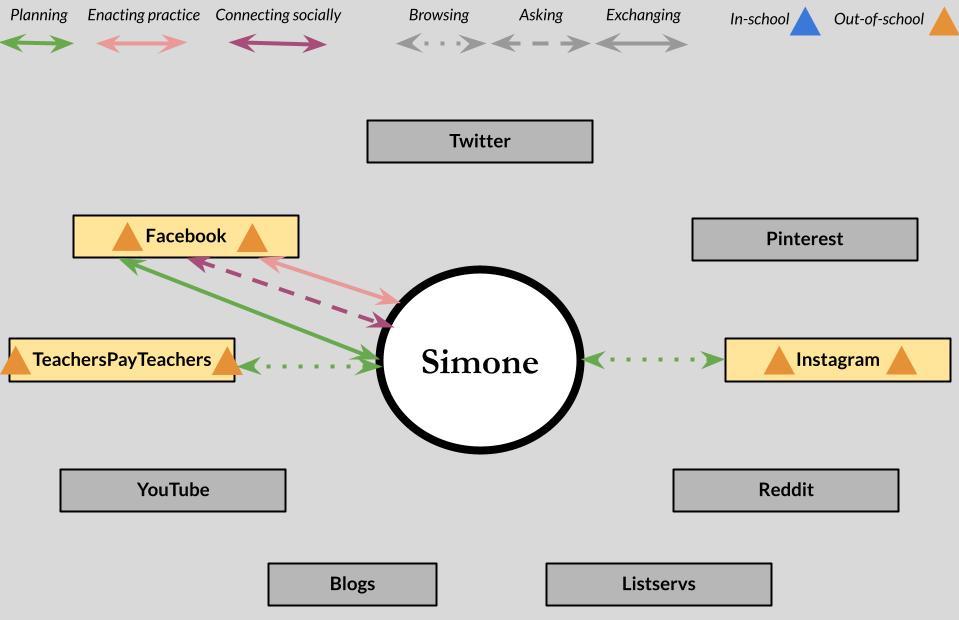 Planning Enacting practice Connecting socially Browsing Asking Exchanging In-school Out-of-school
Twitter
Facebook
Pinterest
Simone
TeachersPayTeachers
Instagram
YouTube
Reddit
Blogs
Listservs